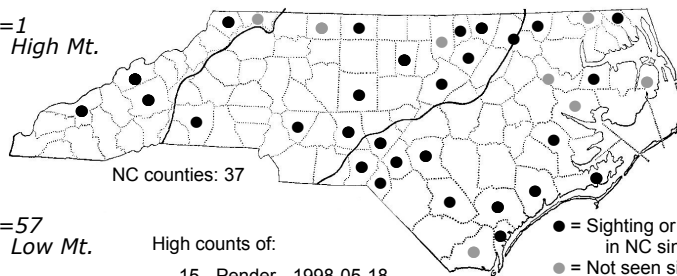 =1
High Mt.
NC counties: 37
=57
Low Mt.
High counts of:
● = Sighting or
in NC sin
● = Not seen si
15 - Pender - 1998-05-18